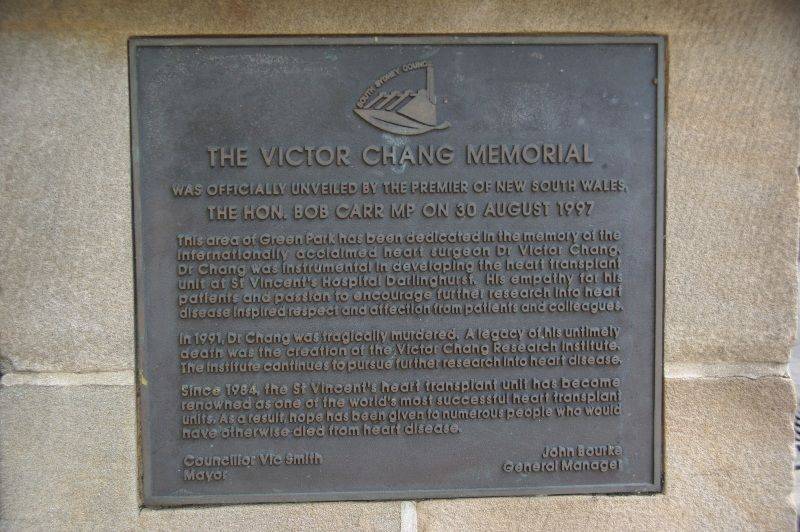 SOUTH SYDNEY COUNCIL
THE VICTOR CHANG MEMORIAL
WAS OFFICIALLY UNVEILED BY THE PREMIER OF NEW SOUTH WALES,
THE HON. BOB CARR MP ON 30 AUGUST 1997
This area of Green Park has been dedicated in the memory of the
internationally acclaimed heart surgeon Dr Victor Chang.
Dr Chang was instrumental in developing the heart transplant
unit at St Vincent's Hospital Darlinghurst. His empathy for his
patients and passion to encourage further research into heart
disease inspired respect and affection from patients and colleagues.
In 1991, Dr Chang was tragically murdered. A legacy of his untimely
death was the creation of the Victor Chang Research Institute.
The institute continues to pursue further research into heart disease.
Since 1984, the St Vincent's heart transplant unit has become
renowned as one of the world's most successful heart transplant
units. As a result, hope has been given to numerous people who would
have otherwise died from heart disease.
Councillor Vic Smith John Bourke
Mayor General Manager